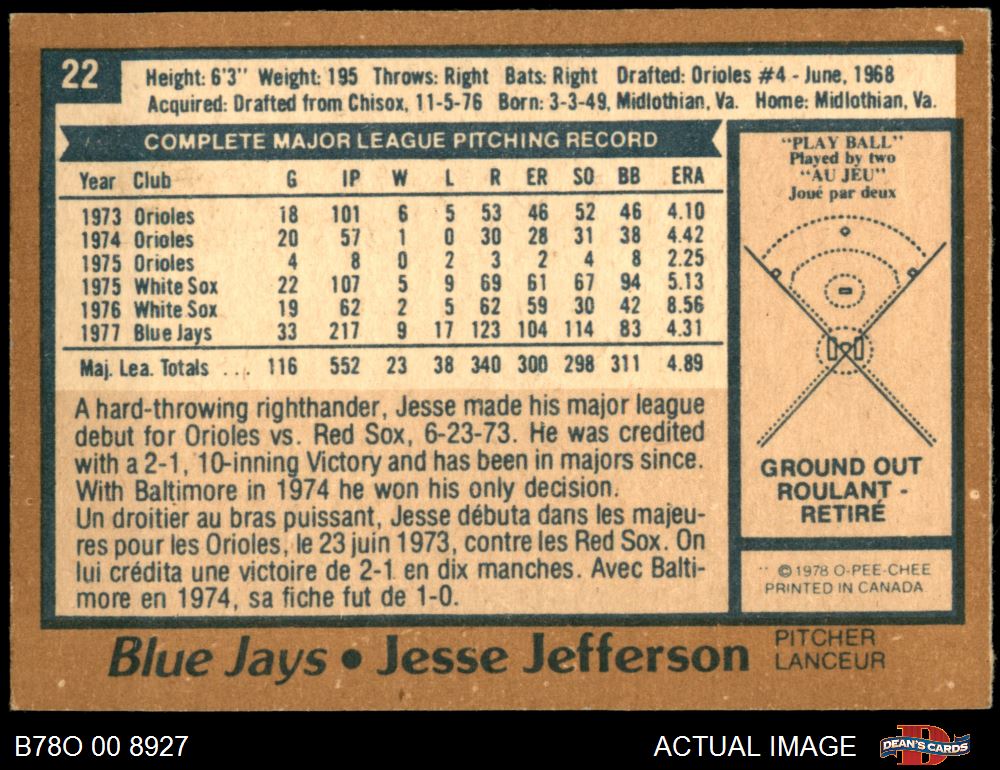 22
Height: 6'3" Weight: 195 Throws: Right Bats: Right Drafted: Orioles #4 - June, 1968
Acquired: Drafted from Chisox, 11-5-76 Born: 3-3-49, Midlothian, Va. Home: Midlothian, Va.
COMPLETE MAJOR LEAGUE PITCHING RECORD
Year Club G IP W L R ER SO BB ERA
1973 Orioles 18 101 6 5 53 46 52 46 4.10
1974 Orioles 20 57 1 0 30 28 31 38 4.42
1975 Orioles 4 8 0 2 3 2 4 8 2.25
1975 White Sox 22 107 5 9 69 61 67 94 5.13
1976 White Sox 19 62 2 5 62 59 30 42 8.56
1977 Blue Jays 33 217 9 17 123 104 114 83 4.31
Maj. Lea. Totals ... 116 552 23 38 340 300 298 311 4.89
A hard-throwing righthander, Jesse made his major league
debut for Orioles vs. Red Sox, 6-23-73. He was credited
with a 2-1, 10-inning Victory and has been in majors since.
With Baltimore in 1974 he won his only decision.
Un droitier au bras puissant, Jesse débuta dans les majeu-
res pour les Orioles, le 23 juin 1973, contre les Red Sox. On
lui crédita une victoire de 2-1 en dix manches. Avec Balti-
more en 1974, sa fiche fut de 1-0.
"PLAY BALL"
Played by two
"AU JEU"
Joué par deux
GROUND OUT
ROULANT -
RETIRÉ
© 1978 O-PEE-CHEE
PRINTED IN CANADA
Blue Jays • Jesse Jefferson
PITCHER
LANCEUR
B78O 00 8927
ACTUAL IMAGE
DEAN'S CARDS